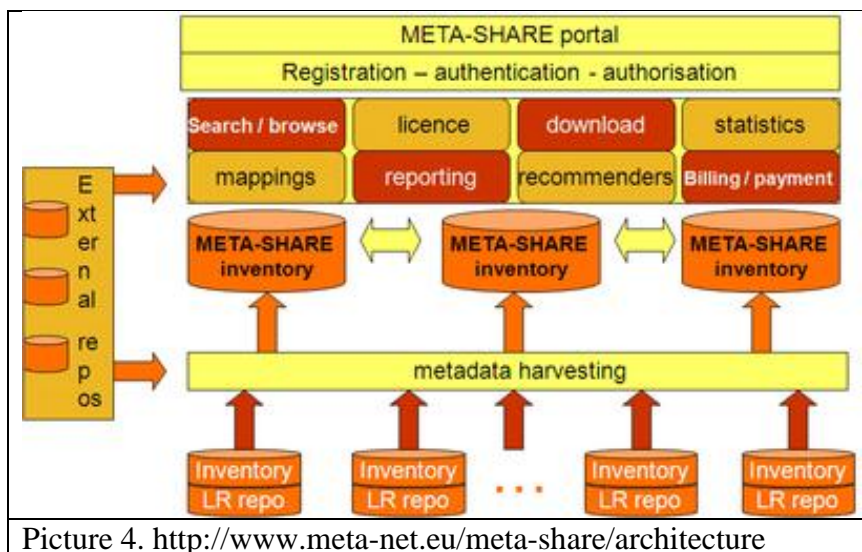 META-SHARE portal
Registration – authentication - authorisation
Search / browse
licence
download
statistics
mappings
reporting
recommenders
Billing / payment
E
xt
er
n
al
re
p
os
META-SHARE
inventory
META-SHARE
inventory
META-SHARE
inventory
metadata harvesting
Inventory
LR repo
Inventory
LR repo
. . .
Inventory
LR repo
Inventory
LR repo
Picture 4. http://www.meta-net.eu/meta-share/architecture